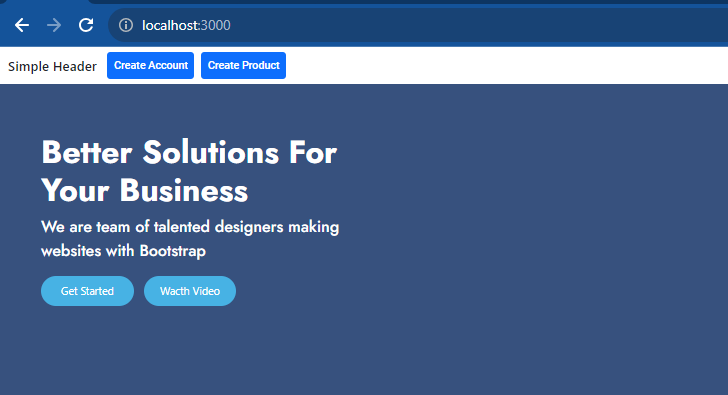 localhost:3000
Simple Header Create Account Create Product
Better Solutions For
Your Business
We are team of talented designers making
websites with Bootstrap
Get Started Wacth Video